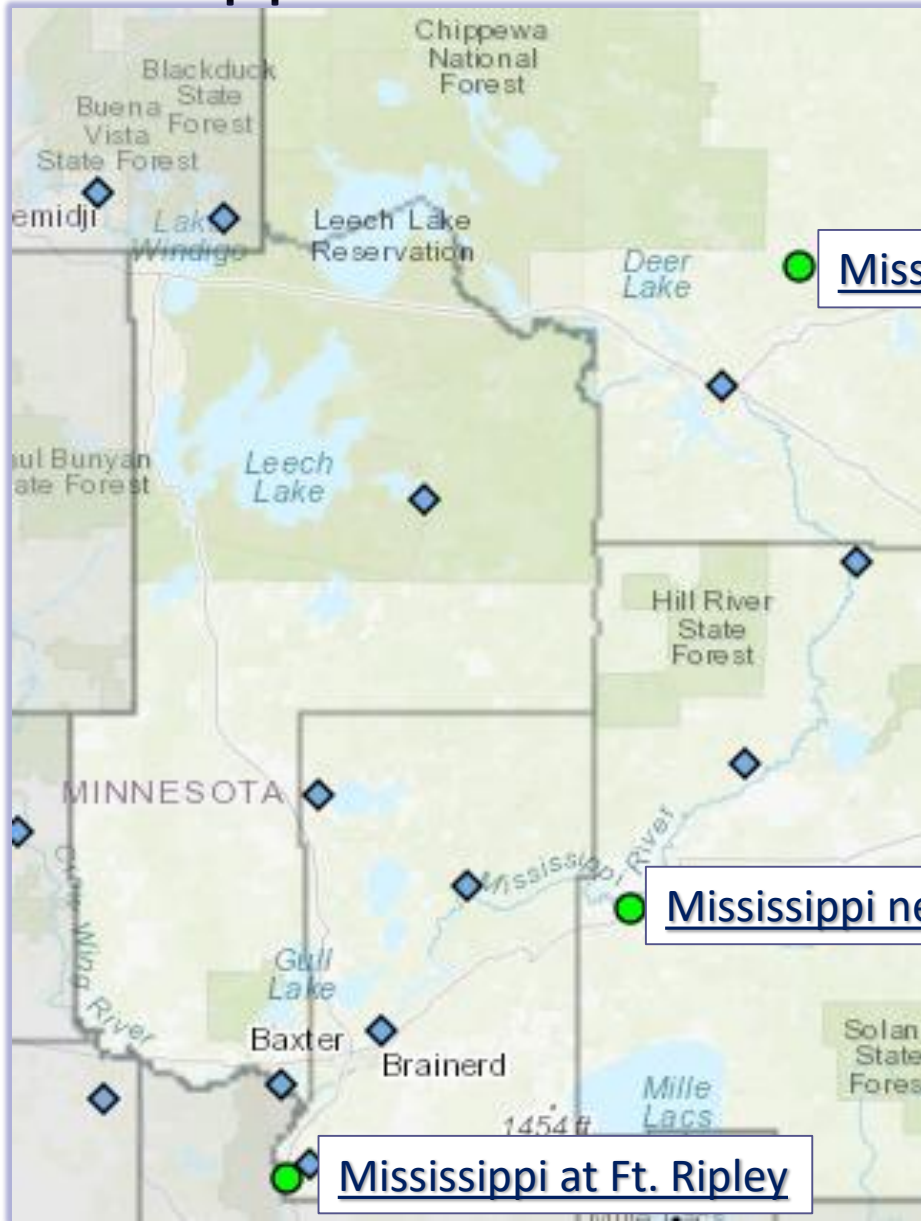 Chippewa
National
Forest
Blackduck
State
Forest
Buena
Vista
State Forest
emidji
Lake
Windigo
Leech Lake
Reservation
Deer
Lake
Miss
ul Bunyan
ate Forest
Leech
Lake
Hill River
State
Forest
MINNESOTA
Mississippi River
Mississippi ne
Crow Wing River
Gull
Lake
Baxter
Brainerd
Solan
State
Fores
Mille
Lacs
1454 ft
Mississippi at Ft. Ripley